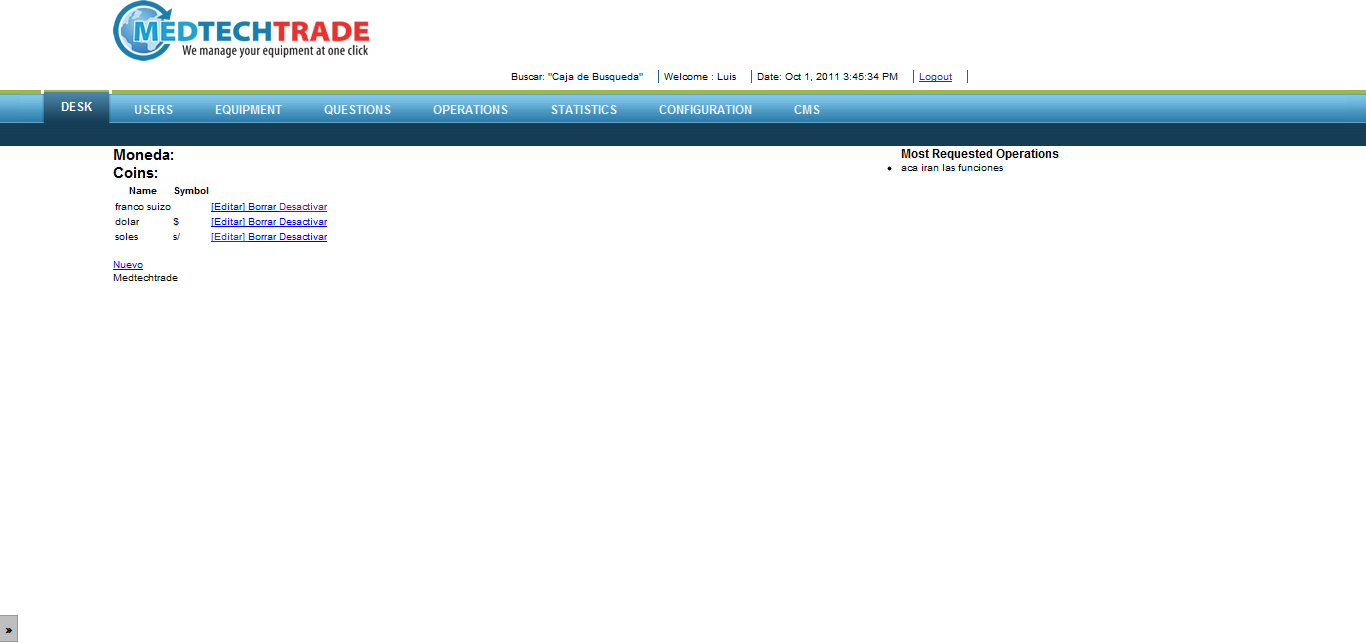 MEDTECHTRADE
We manage your equipment at one click
Buscar: "Caja de Busqueda" Welcome : Luis Date: Oct 1, 2011 3:45:34 PM Logout
DESK USERS EQUIPMENT QUESTIONS OPERATIONS STATISTICS CONFIGURATION CMS
Moneda:
Coins:
Name Symbol
franco suizo [Editar] Borrar Desactivar
dolar $ [Editar] Borrar Desactivar
soles s/ [Editar] Borrar Desactivar
Nuevo
Medtechtrade
Most Requested Operations
• aca iran las funciones
»